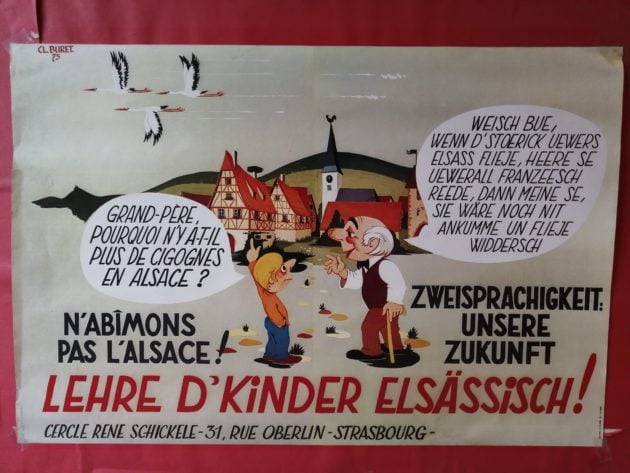 CL. BURET
73
GRAND-PÈRE,
POURQUOI N'Y A-T-IL
PLUS DE CIGOGNES
EN ALSACE ?
WEISCH BUE,
WENN D'STOERICK UEWERS
ELSASS FLIEJE, HEERE SE
UEWERALL FRANZEESCH
REEDE, DANN MEINE SE,
SIE WÄRE NOCH NIT
ANKUMME UN FLIEJE
WIDDERSCH
N'ABÎMONS
PAS L'ALSACE !
ZWEISPRACHIGKEIT:
UNSERE
ZUKUNFT
LEHRE D'KINDER ELSÄSSISCH!
CERCLE RENE SCHICKELE - 31, RUE OBERLIN - STRASBOURG -